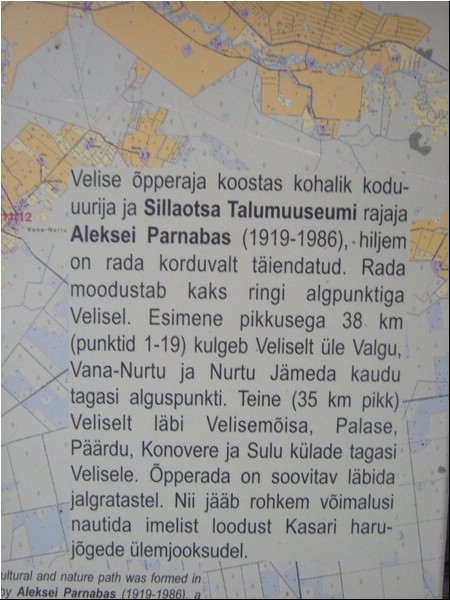 Velise õpperaja koostas kohalik kodu-
uurija ja Sillaotsa Talumuuseumi rajaja
11/12
Vana-Nurtu
Aleksei Parnabas (1919-1986), hiljem
on rada korduvalt täiendatud. Rada
moodustab kaks ringi algpunktiga
Velisel. Esimene pikkusega 38 km
(punktid 1-19) kulgeb Veliselt üle Valgu,
Vana-Nurtu ja Nurtu Jämeda kaudu
tagasi alguspunkti. Teine (35 km pikk)
Veliselt läbi Velisemõisa, Palase,
Päärdu, Konovere ja Sulu külade tagasi
Velisele. Õpperada on soovitav läbida
jalgratastel. Nii jääb rohkem võimalusi
nautida imelist loodust Kasari haru-
jõgede ülemjooksudel.
ultural and nature path was formed in
by Aleksei Parnabas (1919-1986), a